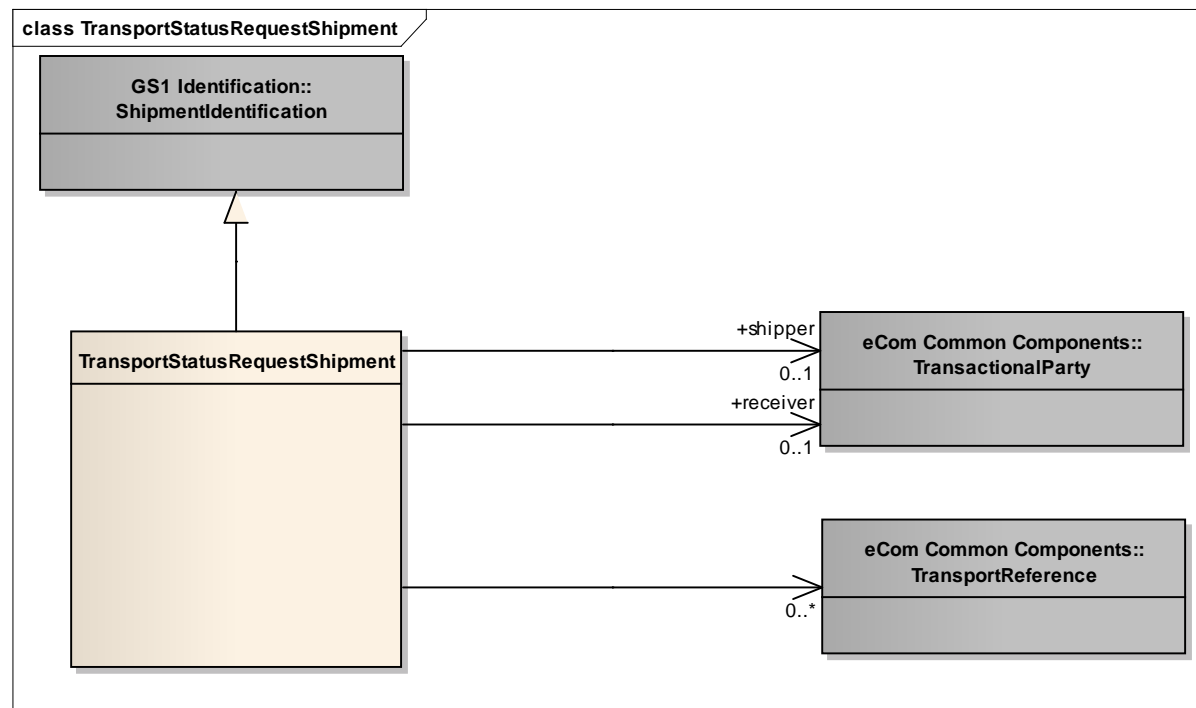 class TransportStatusRequestShipment
GS1 Identification::
ShipmentIdentification
TransportStatusRequestShipment
+shipper
0..1
+receiver
0..1
eCom Common Components::
TransactionalParty
0..*
eCom Common Components::
TransportReference